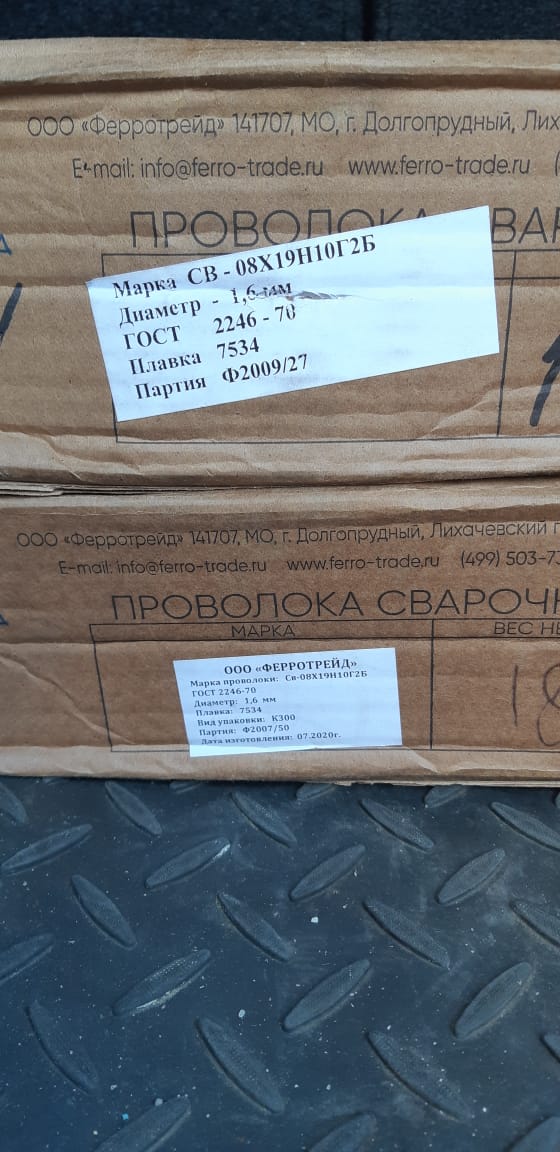 ООО «Ферротрейд» 141707, МО, г. Долгопрудный,
E-mail: info@ferro-trade.ru www.ferro-trade.ru
ПРОВОЛОКА
Марка СВ - 08Х19Н10Г2Б
Диаметр - 1,6 мм
ГОСТ 2246 - 70
Плавка 7534
Партия Ф2009/27
ООО «Ферротрейд» 141707, МО, г. Долгопрудный, Лихачевский
E-mail: info@ferro-trade.ru www.ferro-trade.ru (499) 503-7
ПРОВОЛОКА СВАРОЧН
МАРКА
ВЕС НЕ
ООО «ФЕРРОТРЕЙД»
Марка проволоки: Св-08Х19Н10Г2Б
ГОСТ 2246-70
Диаметр: 1,6 мм
Плавка: 7534
Вид упаковки: К300
Партия: Ф2007/50
Дата изготовления: 07.2020г.
18